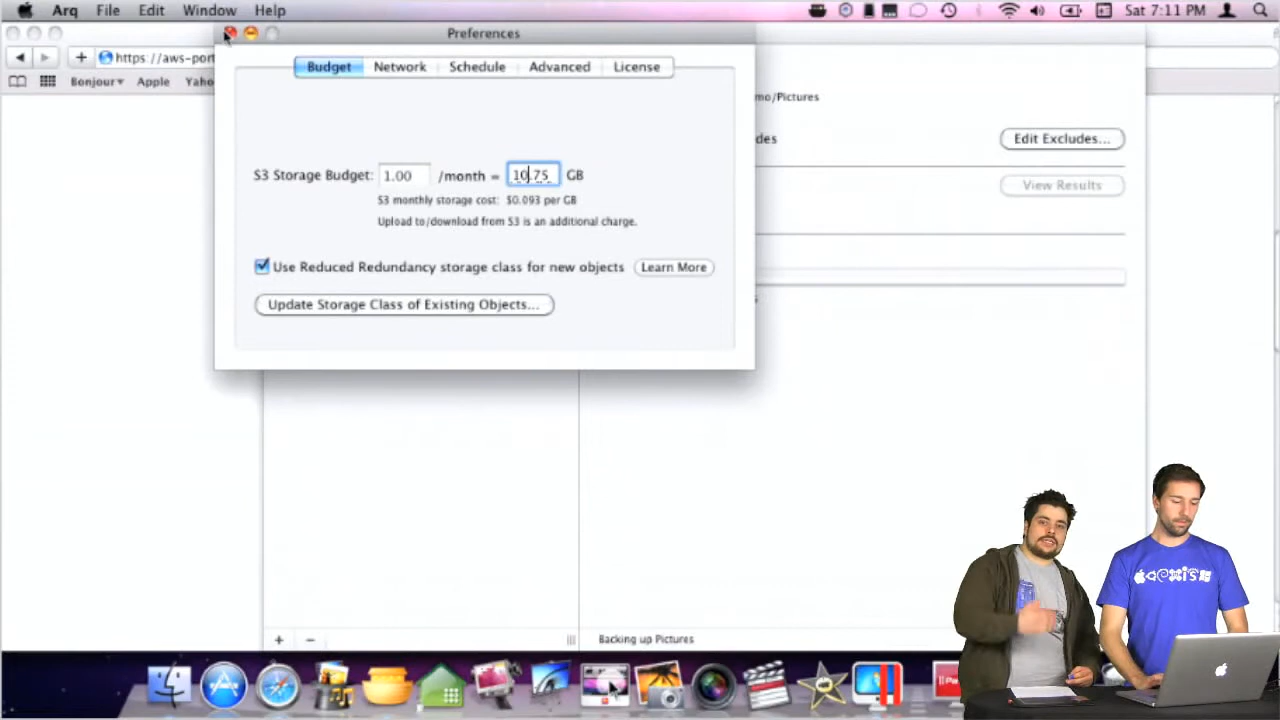 Arq File Edit Window Help Sat 7:11 PM
Preferences
https://aws-port
Budget Network Schedule Advanced License
Bonjour Apple Yaho
mo/Pictures
des Edit Excludes...
S3 Storage Budget: 1.00 /month = 10.75 GB
View Results
S3 monthly storage cost: $0.093 per GB
Upload to/download from S3 is an additional charge.
Use Reduced Redundancy storage class for new objects Learn More
Update Storage Class of Existing Objects...
Backing up Pictures